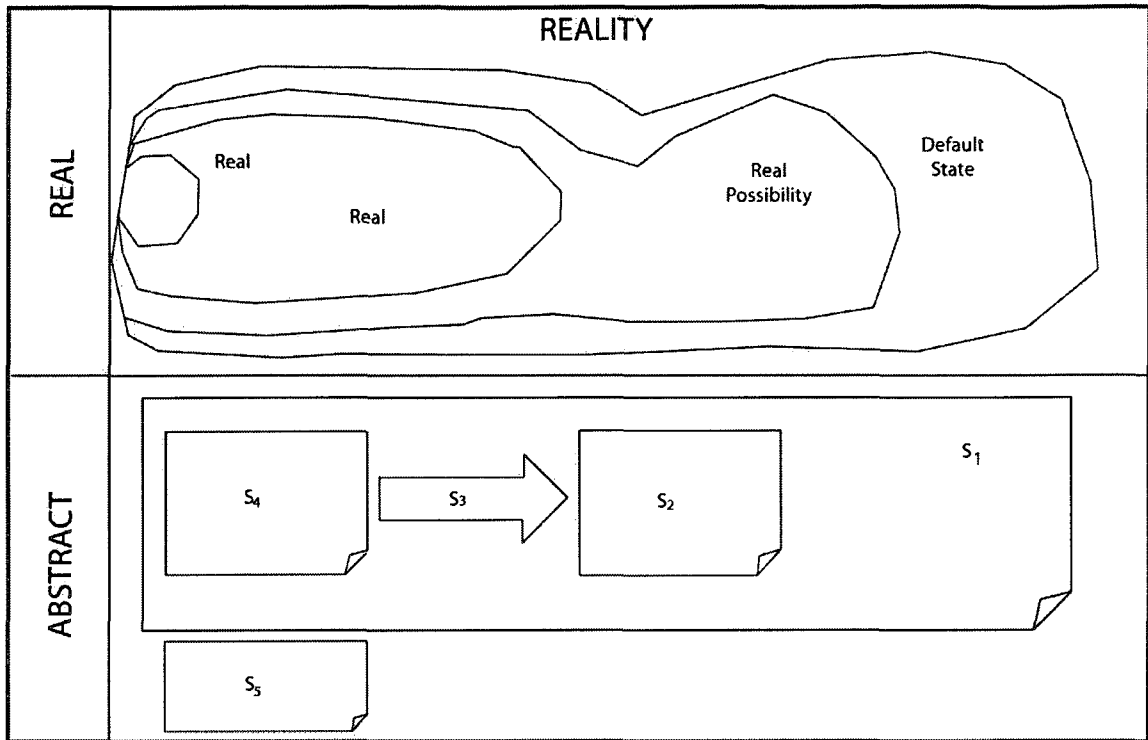 REALITY
REAL
Real
Real
Real
Possibility
Default
State
ABSTRACT
S₄
S₃
S₂
S₁
S₅